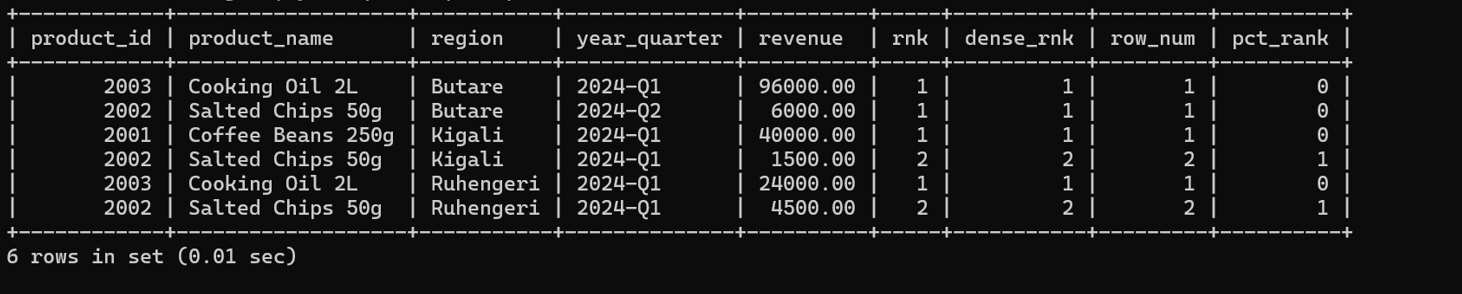 +------------+--------------------+-----------+--------------+----------+-----+-----------+---------+----------+
| product_id | product_name       | region    | year_quarter | revenue  | rnk | dense_rnk | row_num | pct_rank |
+------------+--------------------+-----------+--------------+----------+-----+-----------+---------+----------+
|       2003 | Cooking Oil 2L     | Butare    | 2024-Q1      | 96000.00 |   1 |         1 |       1 |        0 |
|       2002 | Salted Chips 50g   | Butare    | 2024-Q2      |  6000.00 |   1 |         1 |       1 |        0 |
|       2001 | Coffee Beans 250g  | Kigali    | 2024-Q1      | 40000.00 |   1 |         1 |       1 |        0 |
|       2002 | Salted Chips 50g   | Kigali    | 2024-Q1      |  1500.00 |   2 |         2 |       2 |        1 |
|       2003 | Cooking Oil 2L     | Ruhengeri | 2024-Q1      | 24000.00 |   1 |         1 |       1 |        0 |
|       2002 | Salted Chips 50g   | Ruhengeri | 2024-Q1      |  4500.00 |   2 |         2 |       2 |        1 |
+------------+--------------------+-----------+--------------+----------+-----+-----------+---------+----------+
6 rows in set (0.01 sec)